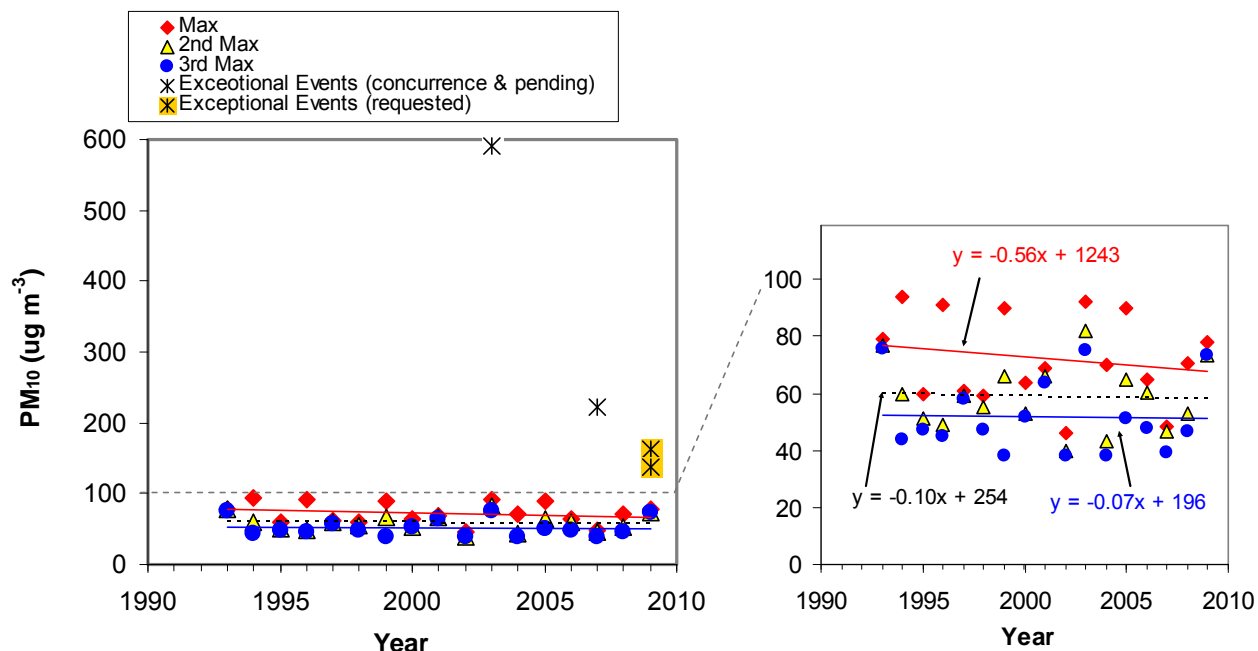 Max
2nd Max
3rd Max
Exceotional Events (concurrence & pending)
Exceptional Events (requested)
PM10 (ug m-3)
600
500
400
300
200
100
0
1990 1995 2000 2005 2010
Year
y = -0.56x + 1243
100
80
60
40
20
0
y = -0.10x + 254
y = -0.07x + 196
1990 1995 2000 2005 2010
Year